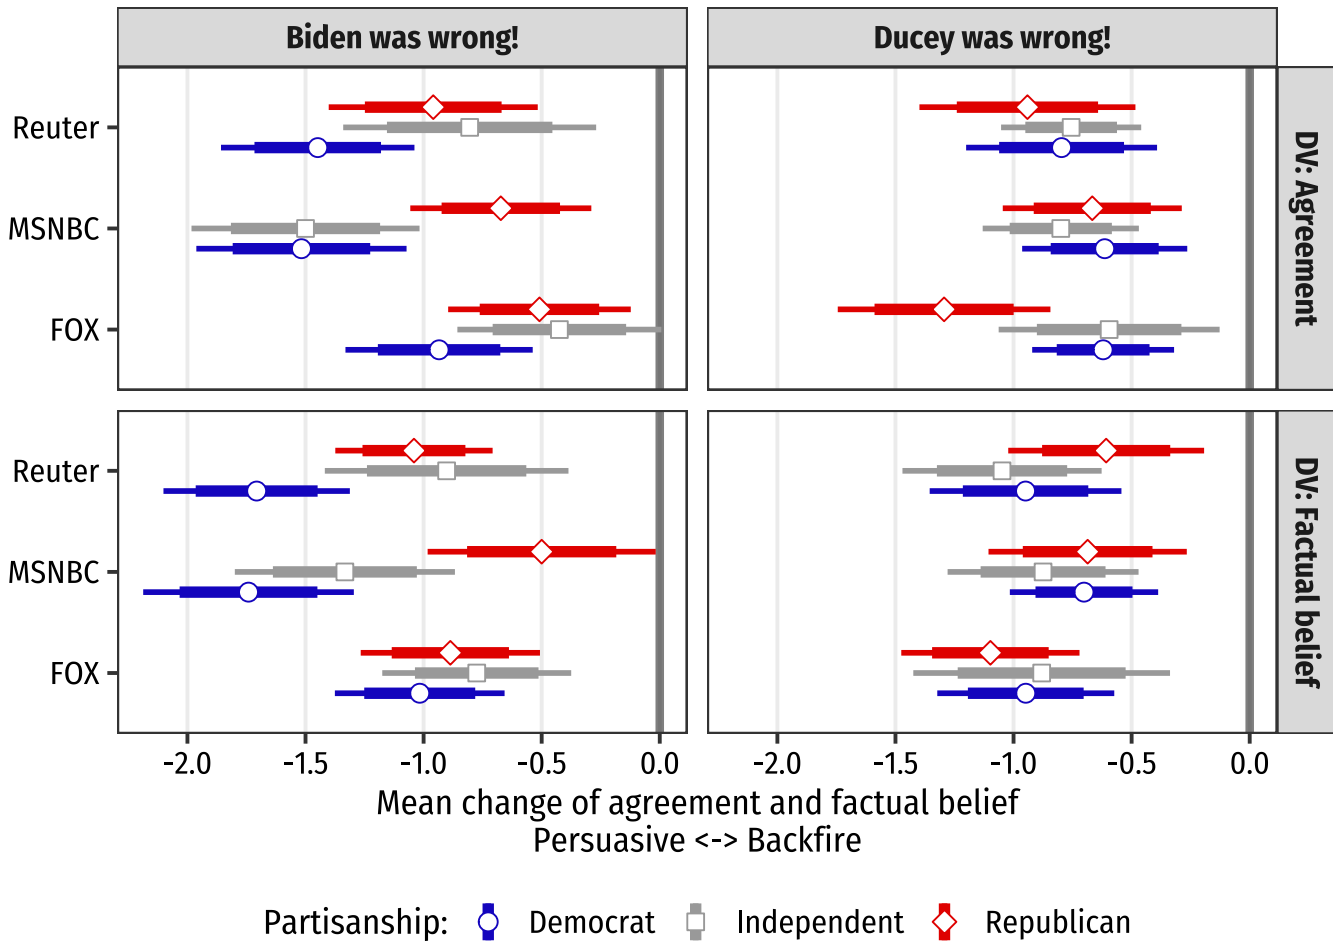 Biden was wrong!
Ducey was wrong!
Reuter
MSNBC
FOX
DV: Agreement
Reuter
MSNBC
FOX
DV: Factual belief
-2.0 -1.5 -1.0 -0.5 0.0
-2.0 -1.5 -1.0 -0.5 0.0
Mean change of agreement and factual belief
Persuasive <-> Backfire
Partisanship: Democrat Independent Republican